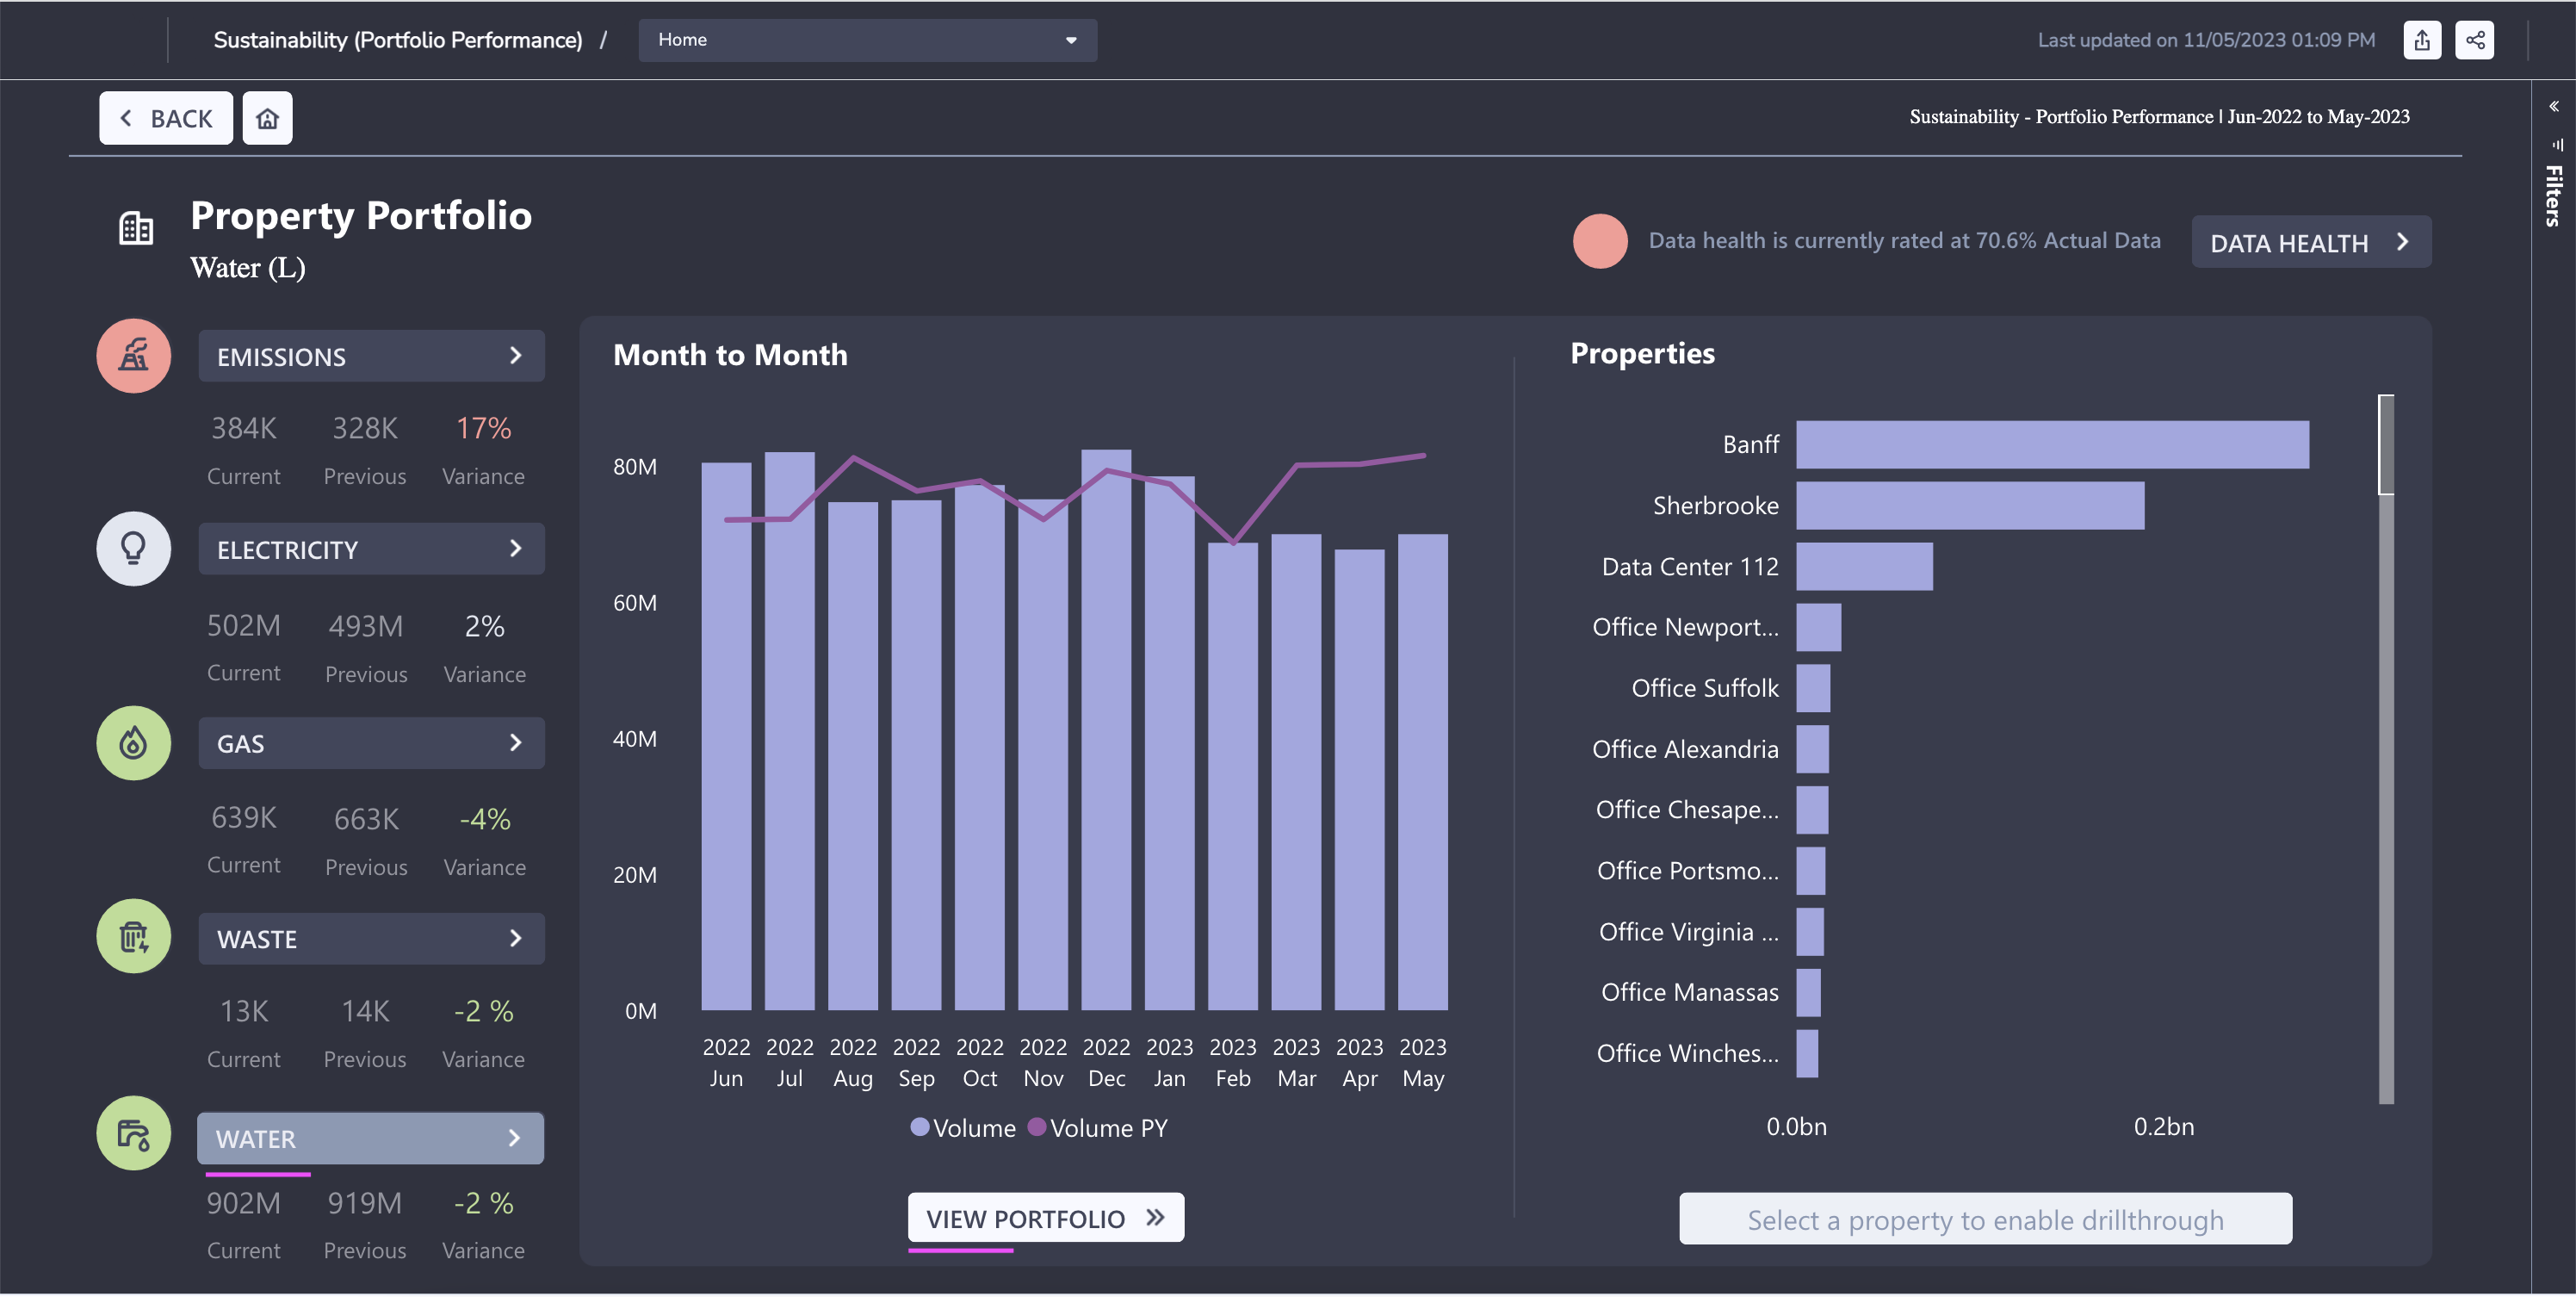 Sustainability (Portfolio Performance) / Home
Last updated on 11/05/2023 01:09 PM
BACK
Sustainability - Portfolio Performance | Jun-2022 to May-2023
Filters
Property Portfolio
Water (L)
Data health is currently rated at 70.6% Actual Data
DATA HEALTH
EMISSIONS
384K 328K 17%
Current Previous Variance
ELECTRICITY
502M 493M 2%
Current Previous Variance
GAS
639K 663K -4%
Current Previous Variance
WASTE
13K 14K -2 %
Current Previous Variance
WATER
902M 919M -2 %
Current Previous Variance
Month to Month
80M
60M
40M
20M
0M
2022 2022 2022 2022 2022 2022 2022 2023 2023 2023 2023 2023
Jun Jul Aug Sep Oct Nov Dec Jan Feb Mar Apr May
Volume Volume PY
VIEW PORTFOLIO
Properties
Banff
Sherbrooke
Data Center 112
Office Newport...
Office Suffolk
Office Alexandria
Office Chesape...
Office Portsmo...
Office Virginia ...
Office Manassas
Office Winches...
0.0bn 0.2bn
Select a property to enable drillthrough